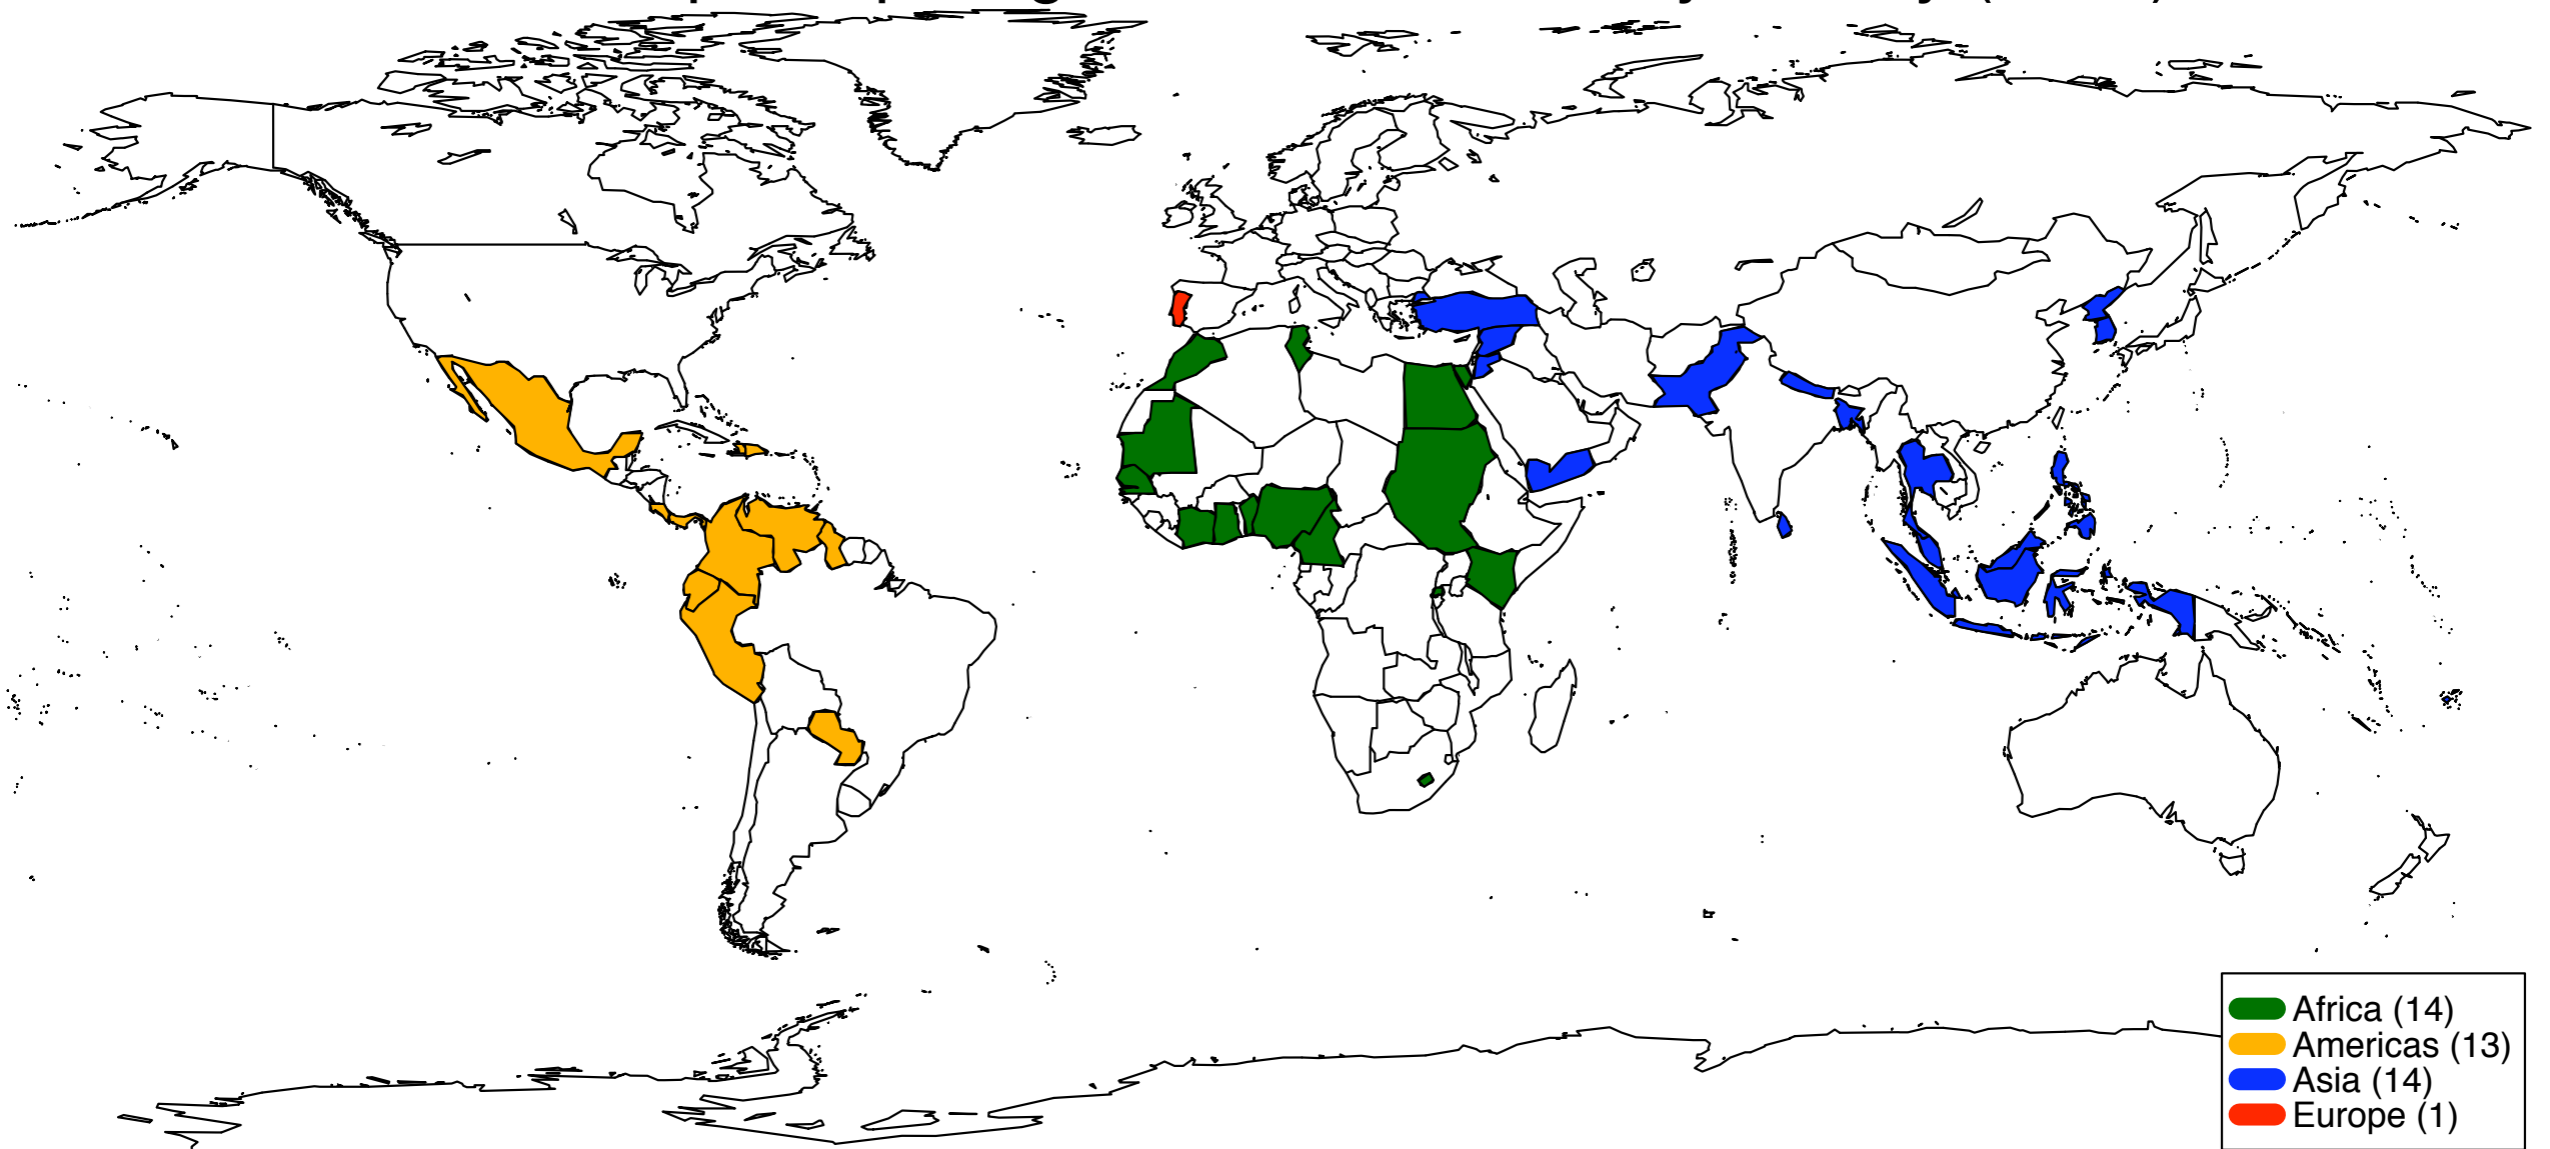 Africa (14)
Americas (13)
Asia (14)
Europe (1)